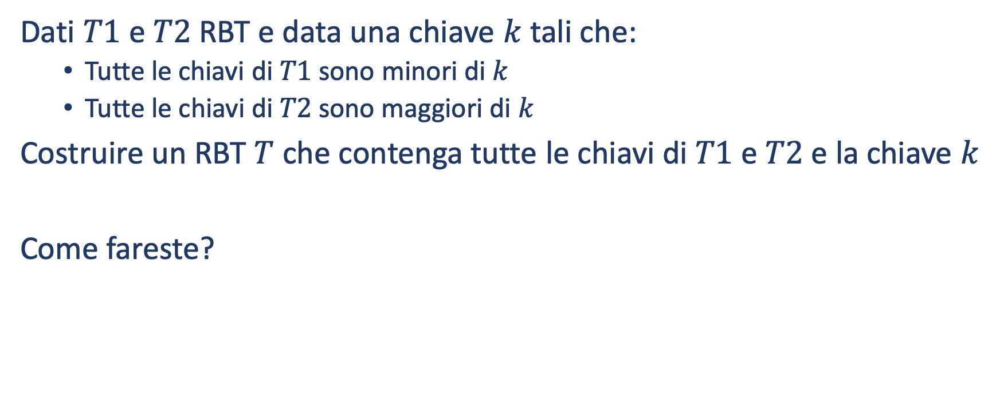 Dati T1 e T2 RBT e data una chiave k tali che:
• Tutte le chiavi di T1 sono minori di k
• Tutte le chiavi di T2 sono maggiori di k
Costruire un RBT T che contenga tutte le chiavi di T1 e T2 e la chiave k
Come fareste?